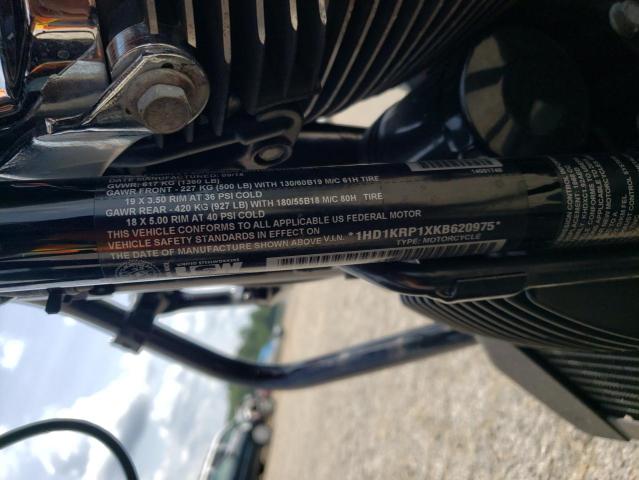 DATE MANUFACTURED: 09/14
GVWR: 617 KG (1360 LB)
GAWR FRONT - 227 KG (500 LB) WITH 130/60B19 M/C 61H TIRE
19 X 3.50 RIM AT 36 PSI COLD
GAWR REAR - 420 KG (927 LB) WITH 180/55B18 M/C 80H TIRE
18 X 5.00 RIM AT 40 PSI COLD
THIS VEHICLE CONFORMS TO ALL APPLICABLE US FEDERAL MOTOR
VEHICLE SAFETY STANDARDS IN EFFECT ON
THE DATE OF MANUFACTURE SHOWN ABOVE V.I.N. *1HD1KRP1XKB620975*
TYPE: MOTORCYCLE
UNITED STEELWORKERS